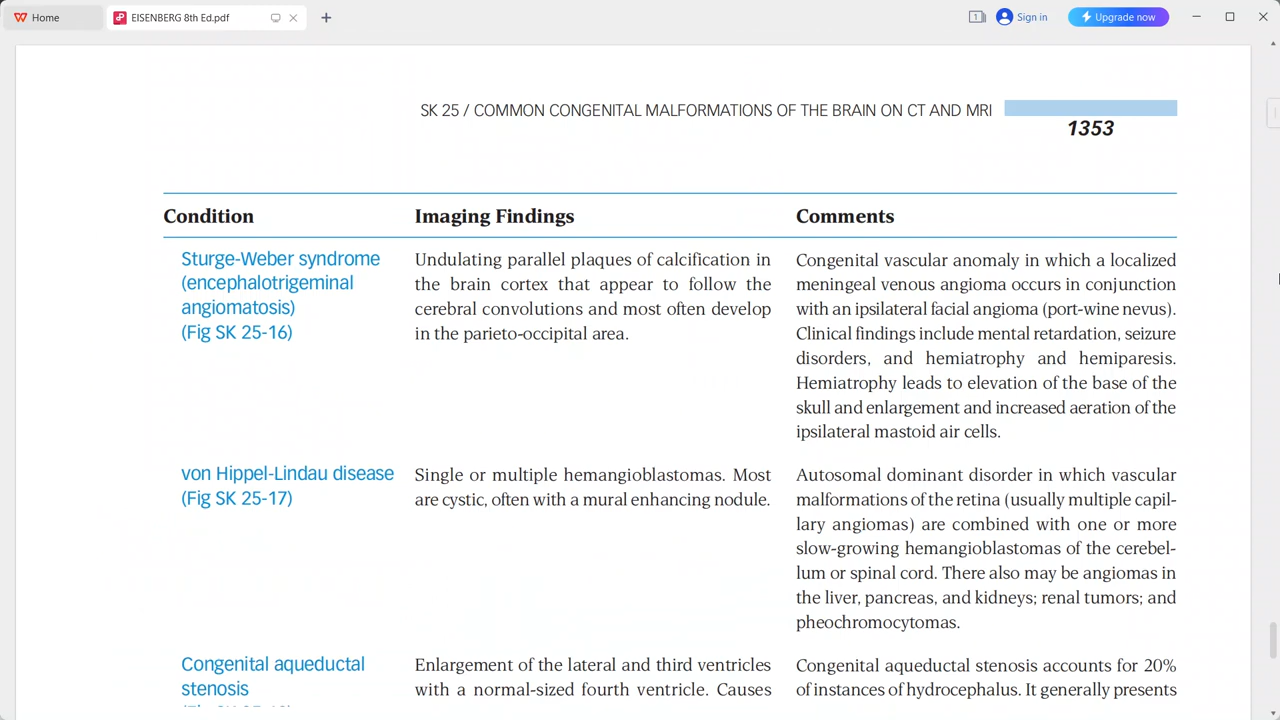 Home
EISENBERG 8th Ed.pdf
1
Sign in
Upgrade now
SK 25 / COMMON CONGENITAL MALFORMATIONS OF THE BRAIN ON CT AND MRI
1353
Condition
Imaging Findings
Comments
Sturge-Weber syndrome
(encephalotrigeminal
angiomatosis)
(Fig SK 25-16)
Undulating parallel plaques of calcification in
the brain cortex that appear to follow the
cerebral convolutions and most often develop
in the parieto-occipital area.
Congenital vascular anomaly in which a localized
meningeal venous angioma occurs in conjunction
with an ipsilateral facial angioma (port-wine nevus).
Clinical findings include mental retardation, seizure
disorders, and hemiatrophy and hemiparesis.
Hemiatrophy leads to elevation of the base of the
skull and enlargement and increased aeration of the
ipsilateral mastoid air cells.
von Hippel-Lindau disease
(Fig SK 25-17)
Single or multiple hemangioblastomas. Most
are cystic, often with a mural enhancing nodule.
Autosomal dominant disorder in which vascular
malformations of the retina (usually multiple capil-
lary angiomas) are combined with one or more
slow-growing hemangioblastomas of the cerebel-
lum or spinal cord. There also may be angiomas in
the liver, pancreas, and kidneys; renal tumors; and
pheochromocytomas.
Congenital aqueductal
stenosis
Enlargement of the lateral and third ventricles
with a normal-sized fourth ventricle. Causes
Congenital aqueductal stenosis accounts for 20%
of instances of hydrocephalus. It generally presents